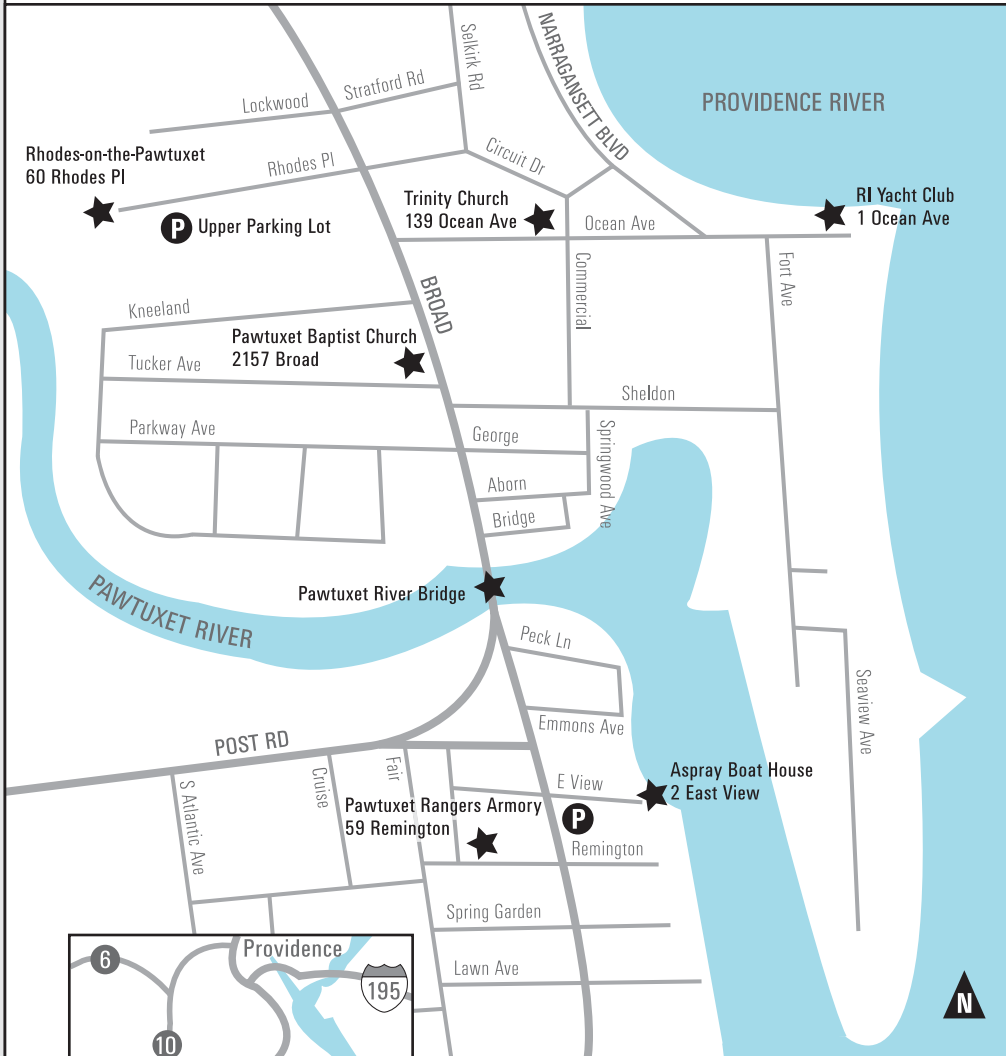 Selkirk Rd
NARRAGANSETT BLVD
Stratford Rd
Lockwood
PROVIDENCE RIVER
Rhodes-on-the-Pawtuxet
60 Rhodes Pl
Rhodes Pl
Circuit Dr
Trinity Church
139 Ocean Ave
RI Yacht Club
1 Ocean Ave
P Upper Parking Lot
Ocean Ave
Commercial
Fort Ave
BROAD
Kneeland
Pawtuxet Baptist Church
2157 Broad
Tucker Ave
Sheldon
Parkway Ave
George
Springwood Ave
Aborn
Bridge
PAWTUXET RIVER
Pawtuxet River Bridge
Peck Ln
Emmons Ave
Seaview Ave
POST RD
S Atlantic Ave
Cruise
Fair
E View
Aspray Boat House
2 East View
Pawtuxet Rangers Armory
59 Remington
P
Remington
Spring Garden
Lawn Ave
Providence
6
195
10
N